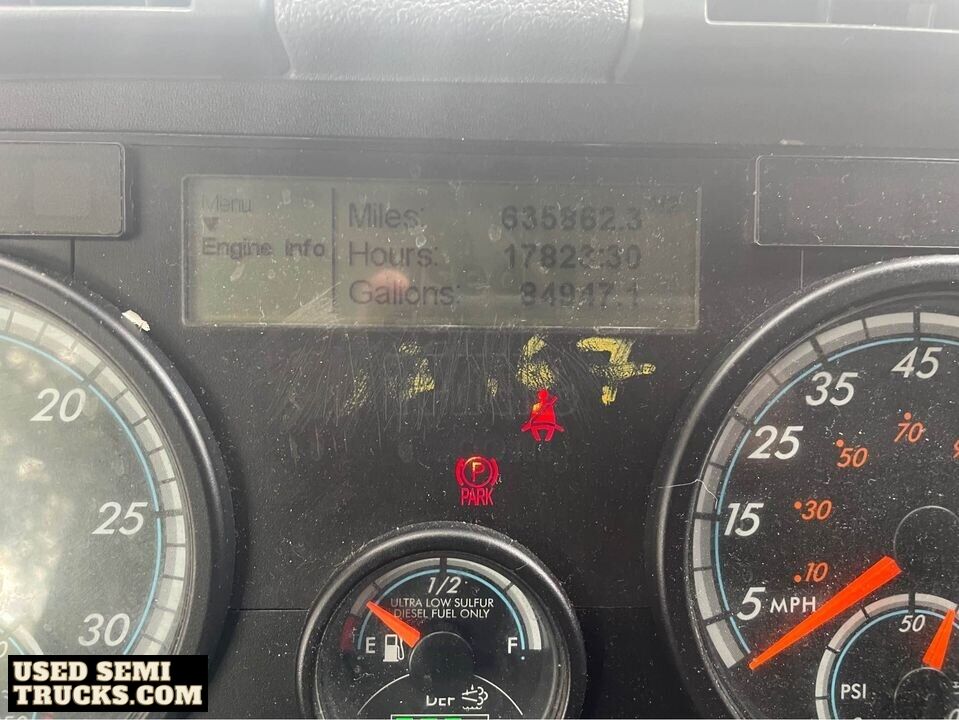 Menu
Engine Info
Miles: 635862.3
Hours: 17823:30
Gallons: 84947.1
20
25
30
PARK
1/2
ULTRA LOW SULFUR
DIESEL FUEL ONLY
E F
DEF
45
35
25
15
5 MPH
70
50
30
10
50
PSI
USED SEMI
TRUCKS.COM